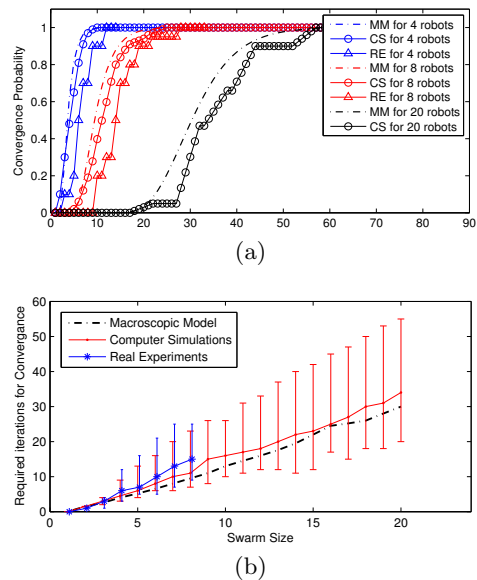 Convergence Probability
1
0.8
0.6
0.4
0.2
0
0 10 20 30 40 50 60 70 80 90
MM for 4 robots
CS for 4 robots
RE for 4 robots
MM for 8 robots
CS for 8 robots
RE for 8 robots
MM for 20 robots
CS for 20 robots
(a)
Required iterations for Convergence
60
50
40
30
20
10
0
0 5 10 15 20
Macroscopic Model
Computer Simulations
Real Experiments
Swarm Size
(b)